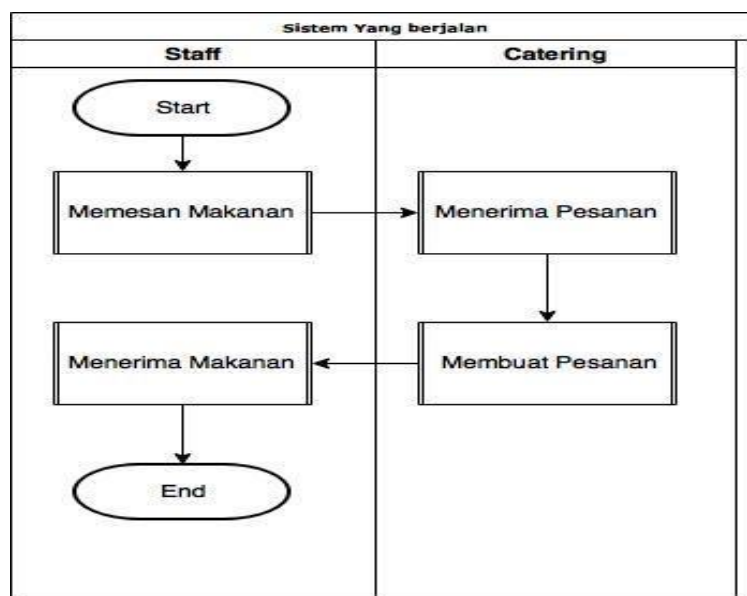 Sistem Yang berjalan
Staff
Catering
Start
Memesan Makanan
Menerima Pesanan
Menerima Makanan
Membuat Pesanan
End